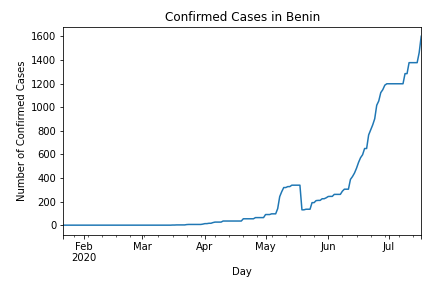 Confirmed Cases in Benin
Number of Confirmed Cases
1600
1400
1200
1000
800
600
400
200
0
Feb Mar Apr May Jun Jul
2020
Day